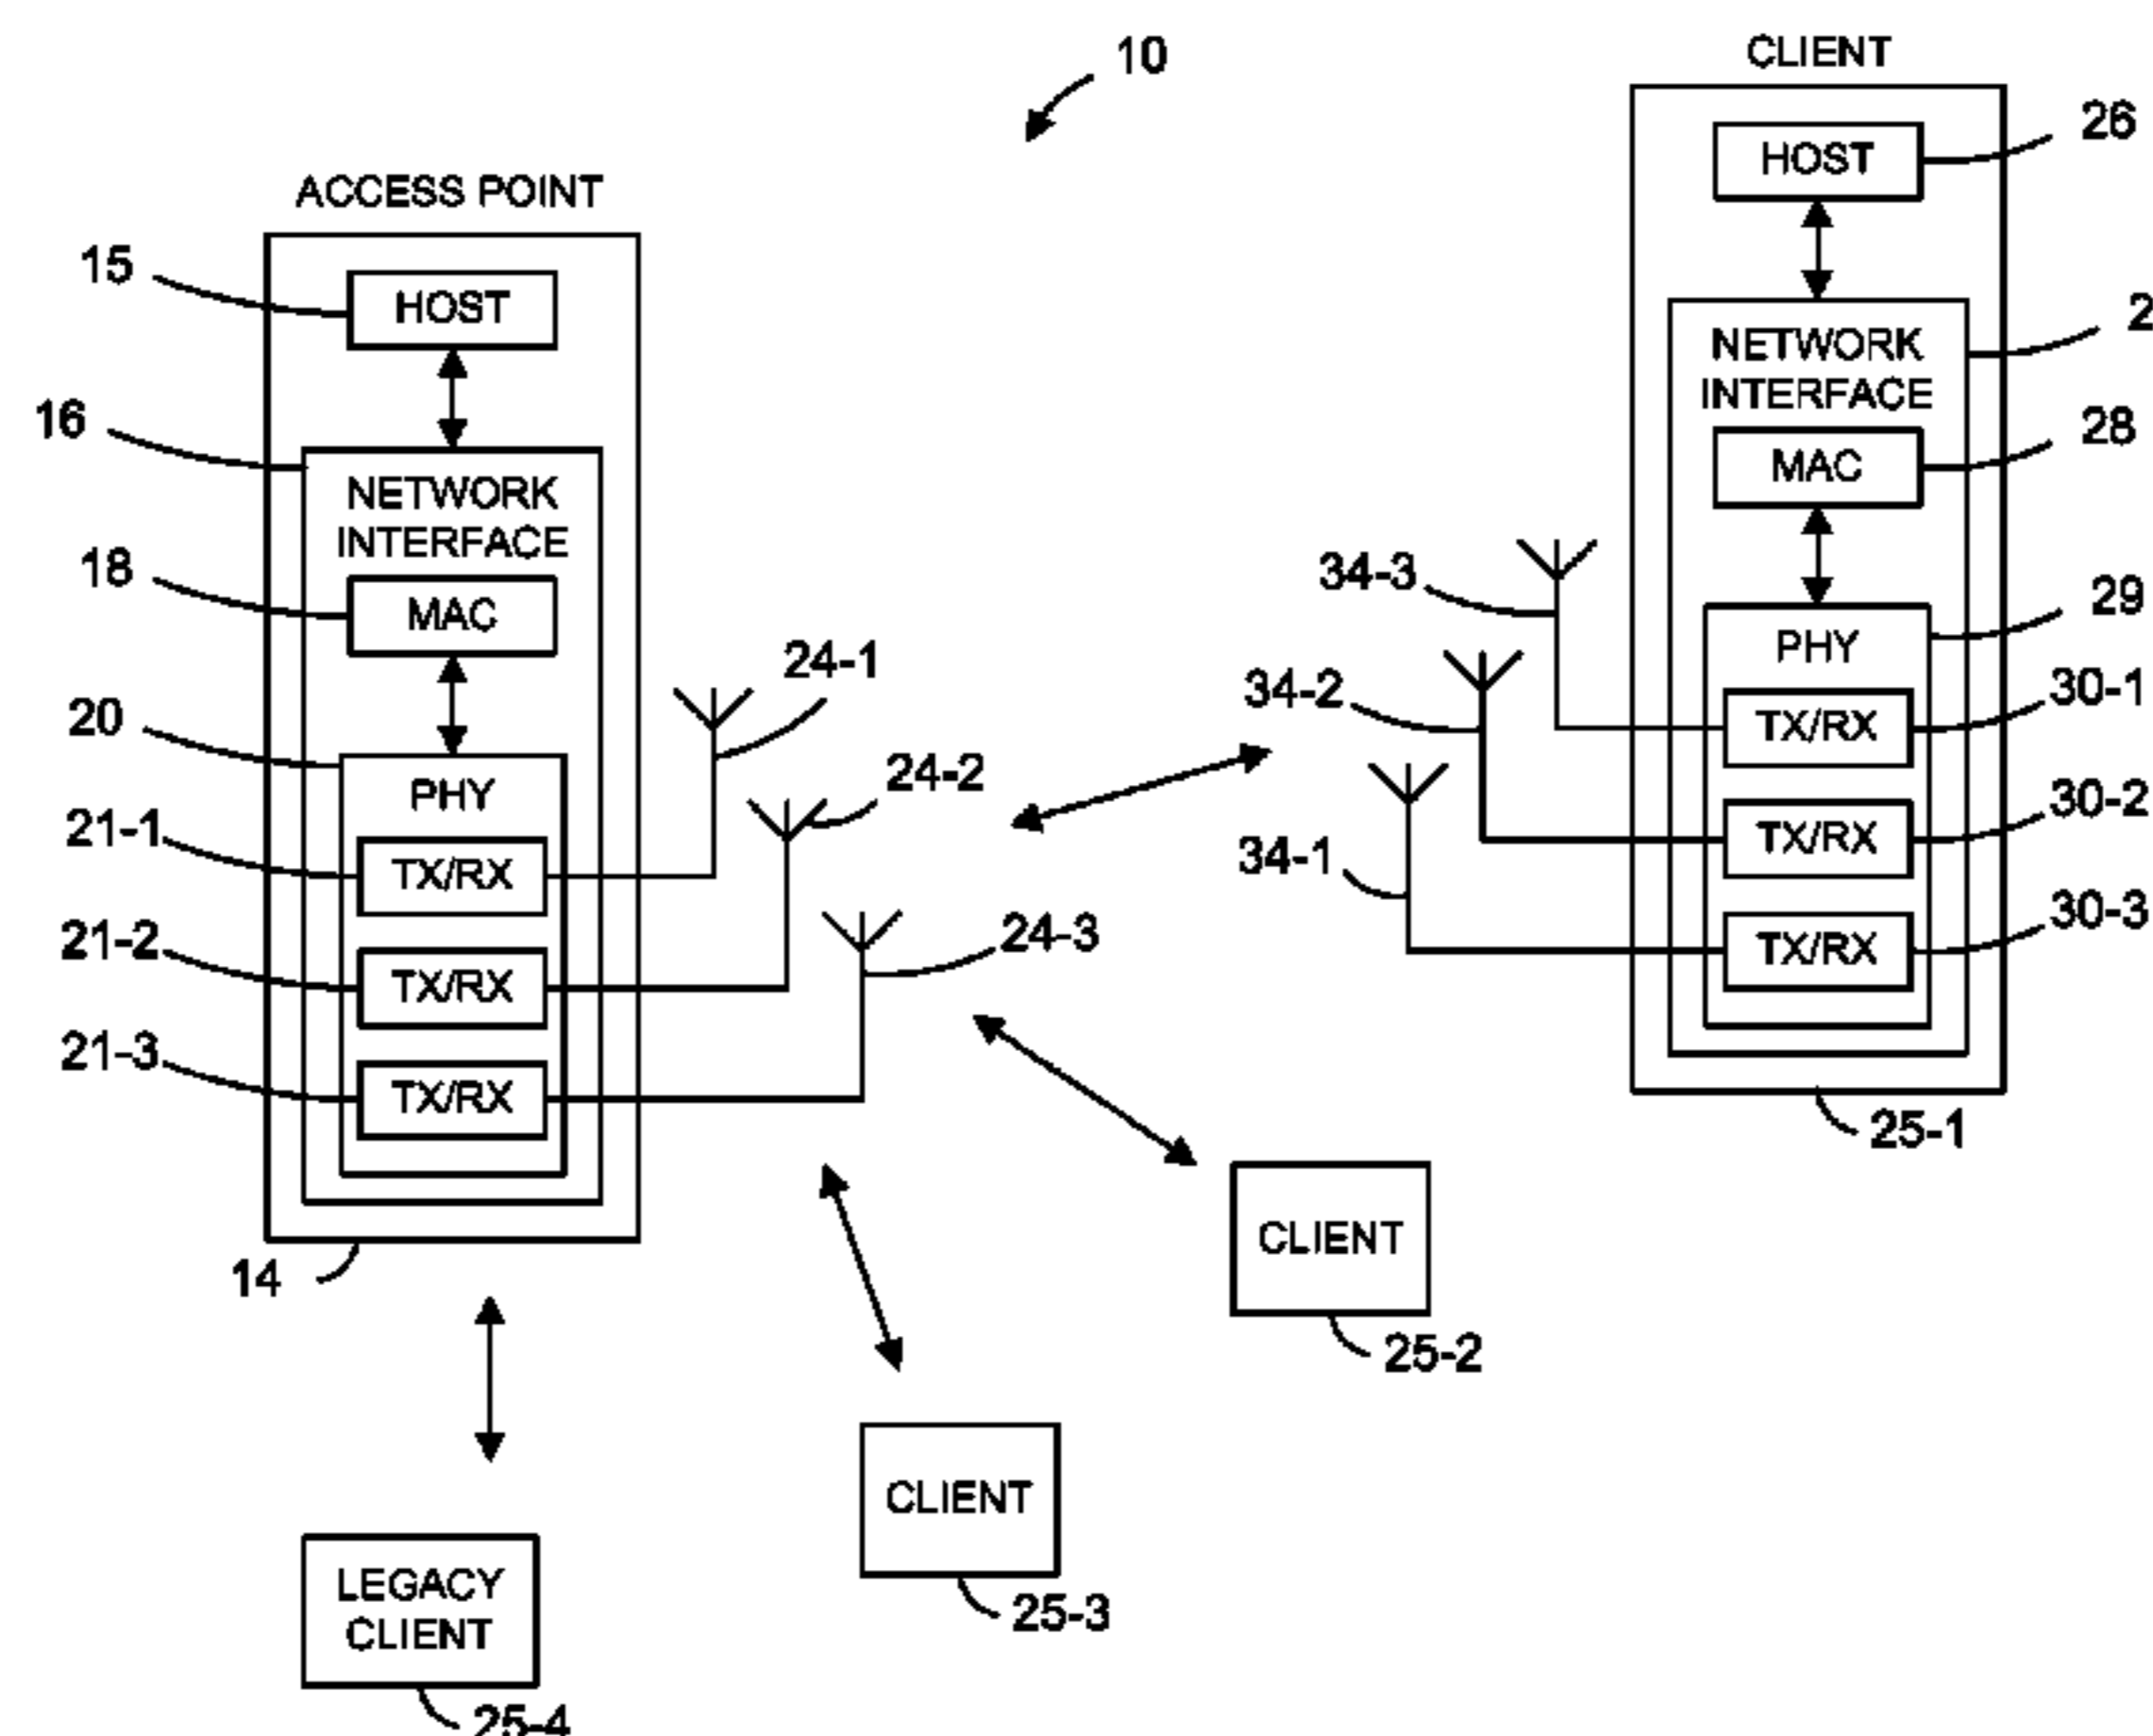 10
CLIENT
HOST
26
ACCESS POINT
15
HOST
2
NETWORK
INTERFACE
16
28
MAC
NETWORK
INTERFACE
18
MAC
34-3
29
PHY
24-1
34-2
30-1
TX/RX
20
24-2
PHY
30-2
TX/RX
21-1
TX/RX
34-1
30-3
TX/RX
21-2
TX/RX
24-3
21-3
TX/RX
25-1
14
CLIENT
25-2
CLIENT
25-3
LEGACY
CLIENT
25-4